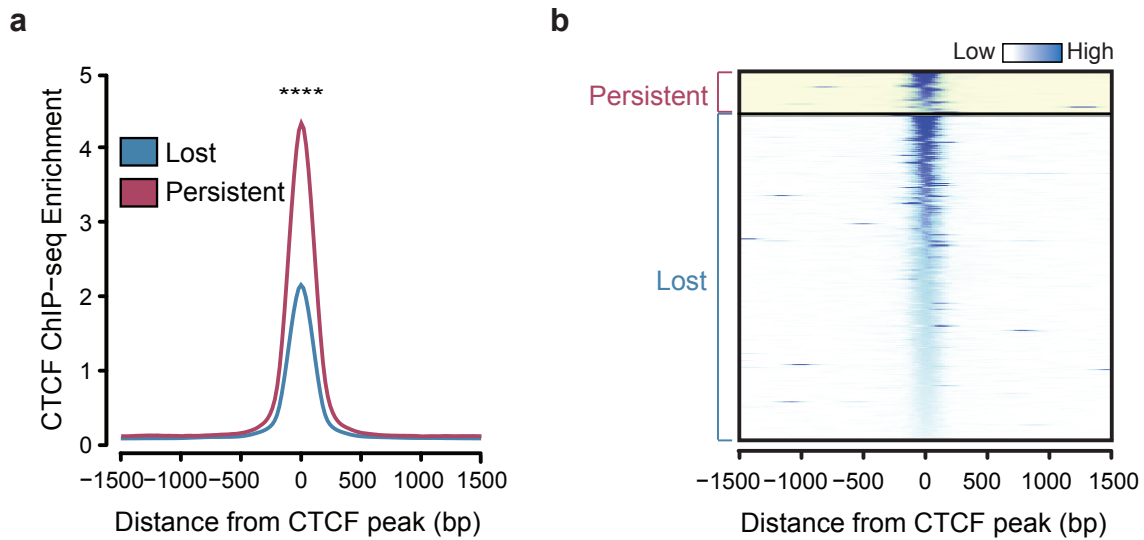 a
CTCF ChIP−seq Enrichment
5
4
3
2
1
0
****
Lost
Persistent
−1500
−1000
−500
0
500
1000
1500
Distance from CTCF peak (bp)
b
Low
High
Persistent
Lost
−1500
−1000
−500
0
500
1000
1500
Distance from CTCF peak (bp)